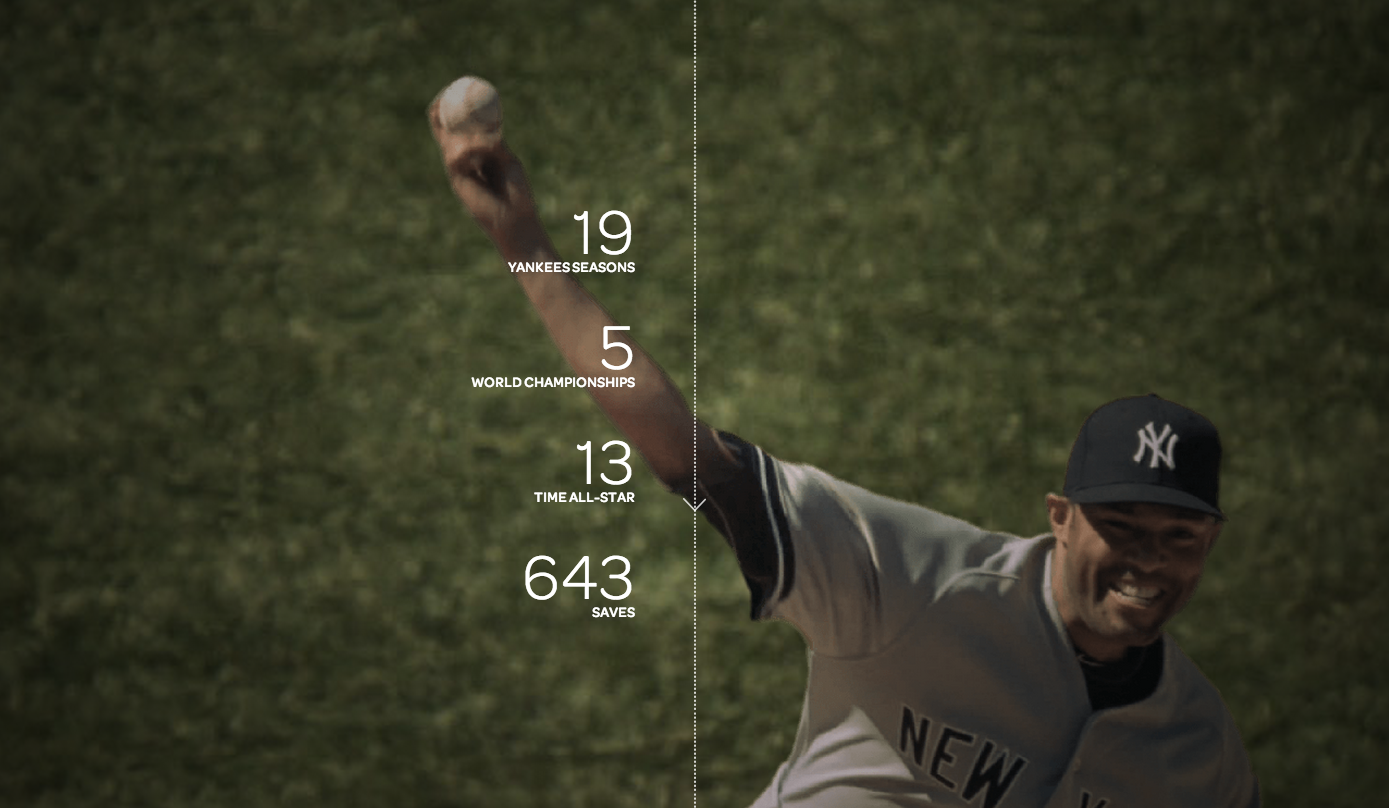 19
YANKEES SEASONS
5
WORLD CHAMPIONSHIPS
13
TIME ALL-STAR
643
SAVES
NY
NEW Y